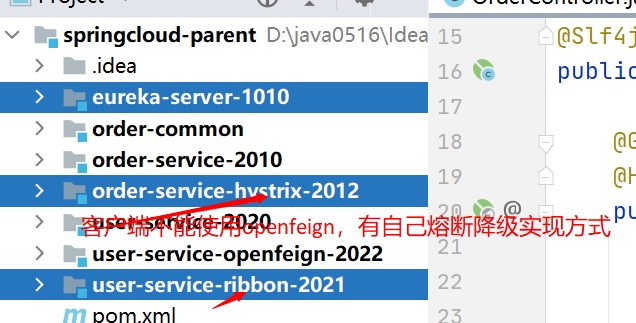 Project
OrderController.ja
springcloud-parent D:\java0516\Idea
.idea
eureka-server-1010
order-common
order-service-2010
order-service-hystrix-2012
user-service-2020
user-service-openfeign-2022
user-service-ribbon-2021
pom.xml
客户端不能使用openfeign，有自己熔断降级实现方式
15 @Slf4j
16 public
17
18 @G
19 @H
20 @ pu
21
22
23